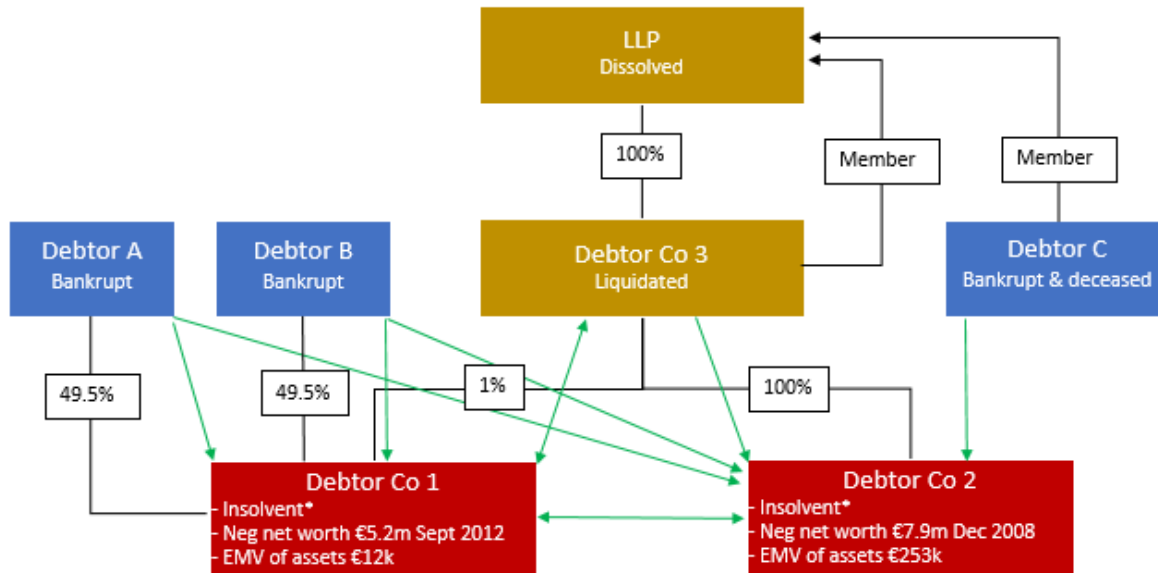 LLP
Dissolved
100%
Member
Member
Debtor A
Bankrupt
Debtor B
Bankrupt
Debtor Co 3
Liquidated
Debtor C
Bankrupt & deceased
49.5%
49.5%
1%
100%
Debtor Co 1
- Insolvent*
- Neg net worth €5.2m Sept 2012
- EMV of assets €12k
Debtor Co 2
- Insolvent*
- Neg net worth €7.9m Dec 2008
- EMV of assets €253k